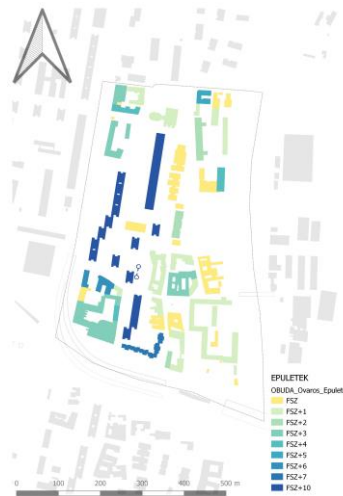 EPULETEK
OBUDA_Ovaros_Epulet
FSZ
FSZ+1
FSZ+2
FSZ+3
FSZ+4
FSZ+5
FSZ+6
FSZ+7
FSZ+10
0 100 200 300 400 500 m